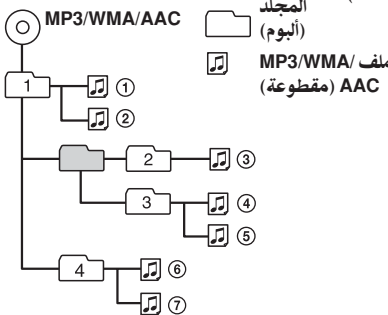 MP3/WMA/AAC
المجلد
(ألبوم)
ملف MP3/WMA/
AAC (مقطوعة)
1
①
②
2
③
3
④
⑤
4
⑥
⑦